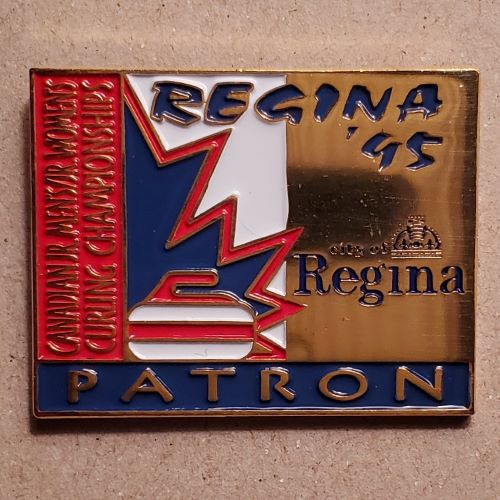 CANADIAN JR. MEN'S/JR. WOMEN'S
CURLING CHAMPIONSHIPS
REGINA
'95
city of
Regina
PATRON